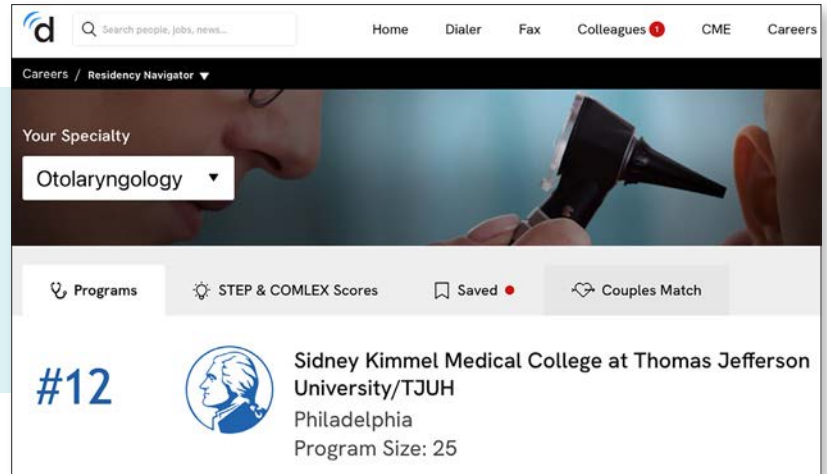 d
Search people, jobs, news...
Home Dialer Fax Colleagues 1 CME Careers
Careers / Residency Navigator ▼
Your Specialty
Otolaryngology ▼
Programs STEP & COMLEX Scores Saved Couples Match
#12
Sidney Kimmel Medical College at Thomas Jefferson
University/TJUH
Philadelphia
Program Size: 25